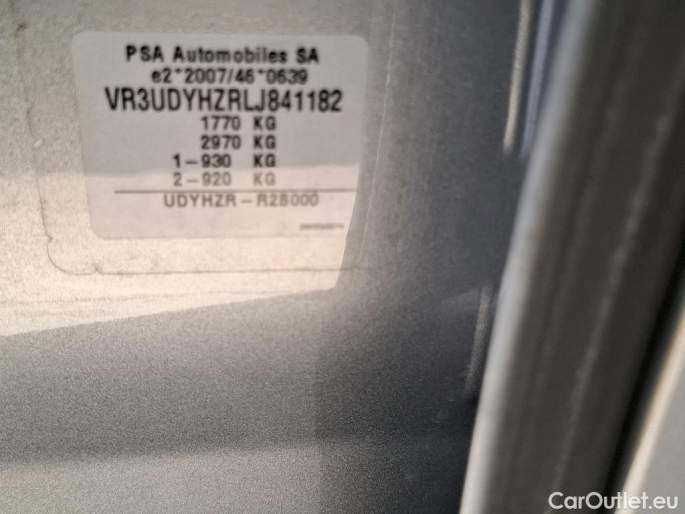 PSA Automobiles SA
e2*2007/46*0639
VR3UDYHZRLJ841182
1770 KG
2970 KG
1-930 KG
2-920 KG
UDYHZR-R28000
CarOutlet.eu